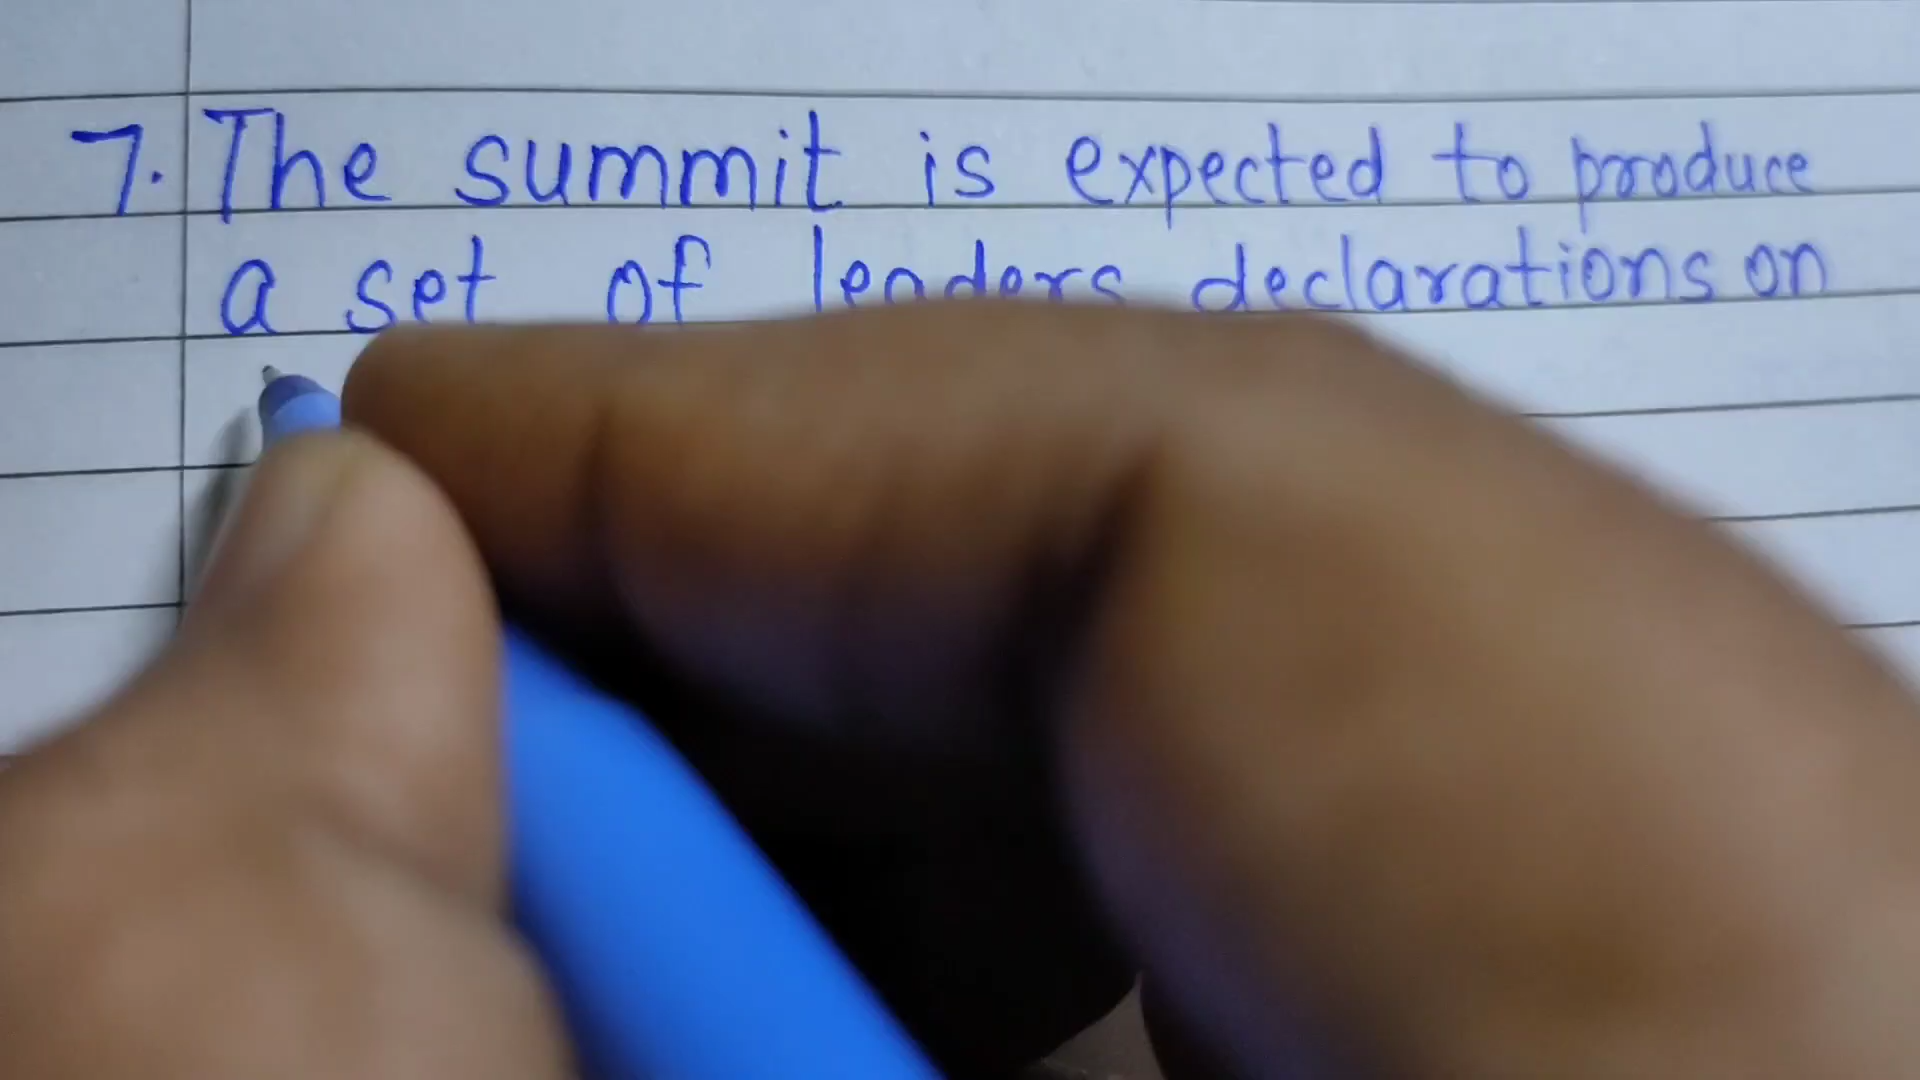 7. The summit is expected to produce
a set of leaders declarations on